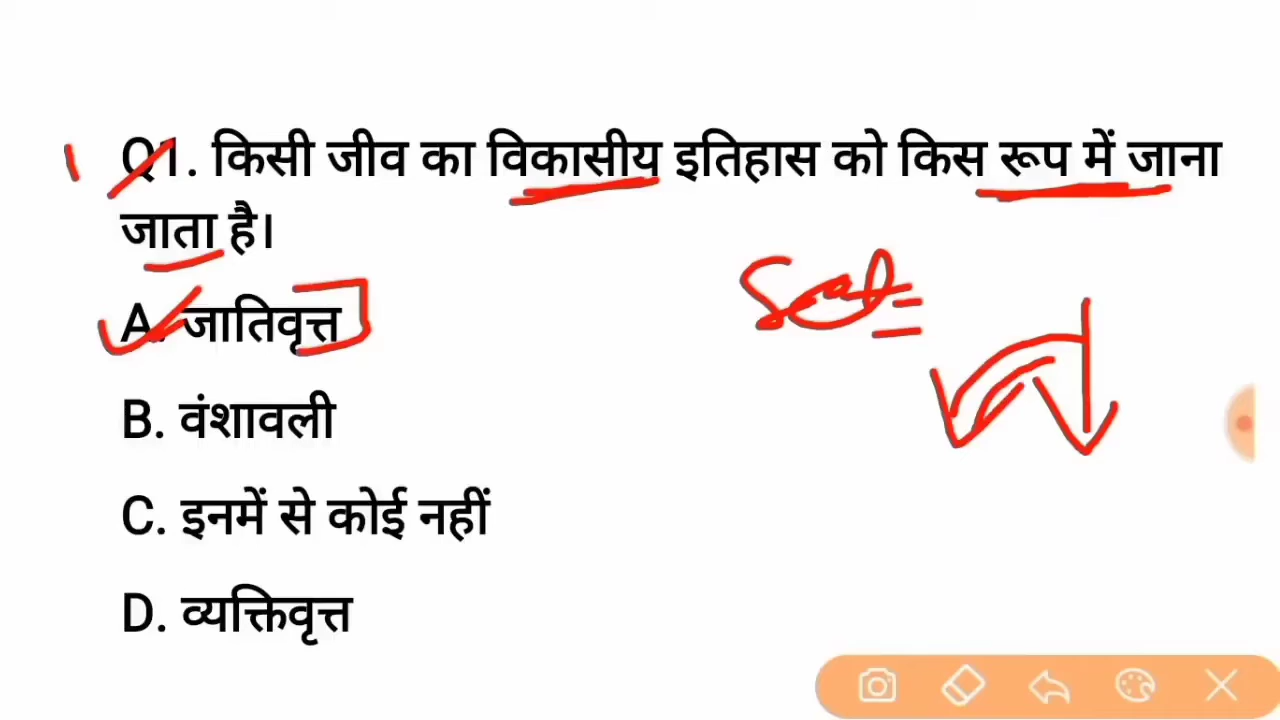 Q1. किसी जीव का विकासीय इतिहास को किस रूप में जाना
जाता है।
A. जातिवृत्त
B. वंशावली
C. इनमें से कोई नहीं
D. व्यक्तिवृत्त